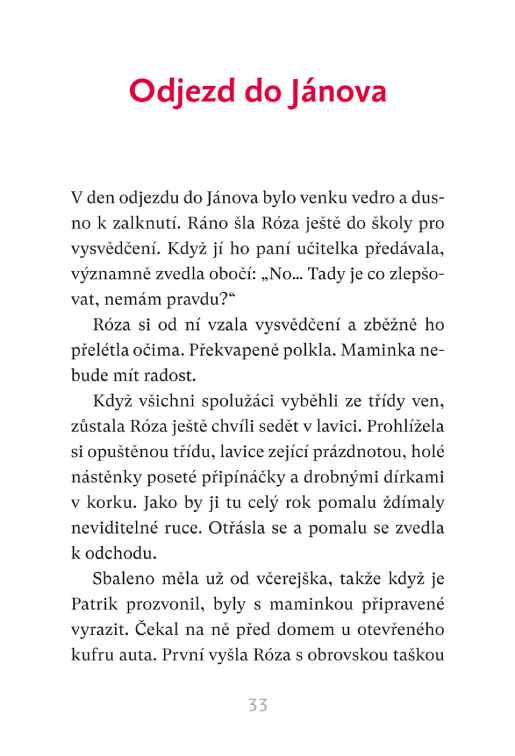 Odjezd do Jánova
V den odjezdu do Jánova bylo venku vedro a dus-
no k zalknutí. Ráno šla Róza ještě do školy pro
vysvědčení. Když jí ho paní učitelka předávala,
významně zvedla obočí: „No… Tady je co zlepšo-
vat, nemám pravdu?“
Róza si od ní vzala vysvědčení a zběžně ho
přelétla očima. Překvapeně polkla. Maminka ne-
bude mít radost.
Když všichni spolužáci vyběhli ze třídy ven,
zůstala Róza ještě chvíli sedět v lavici. Prohlížela
si opuštěnou třídu, lavice zející prázdnotou, holé
nástěnky poseté připínáčky a drobnými dírkami
v korku. Jako by ji tu celý rok pomalu ždímaly
neviditelné ruce. Otřásla se a pomalu se zvedla
k odchodu.
Sbaleno měla už od včerejška, takže když je
Patrik prozvonil, byly s maminkou připravené
vyrazit. Čekal na ně před domem u otevřeného
kufru auta. První vyšla Róza s obrovskou taškou
33